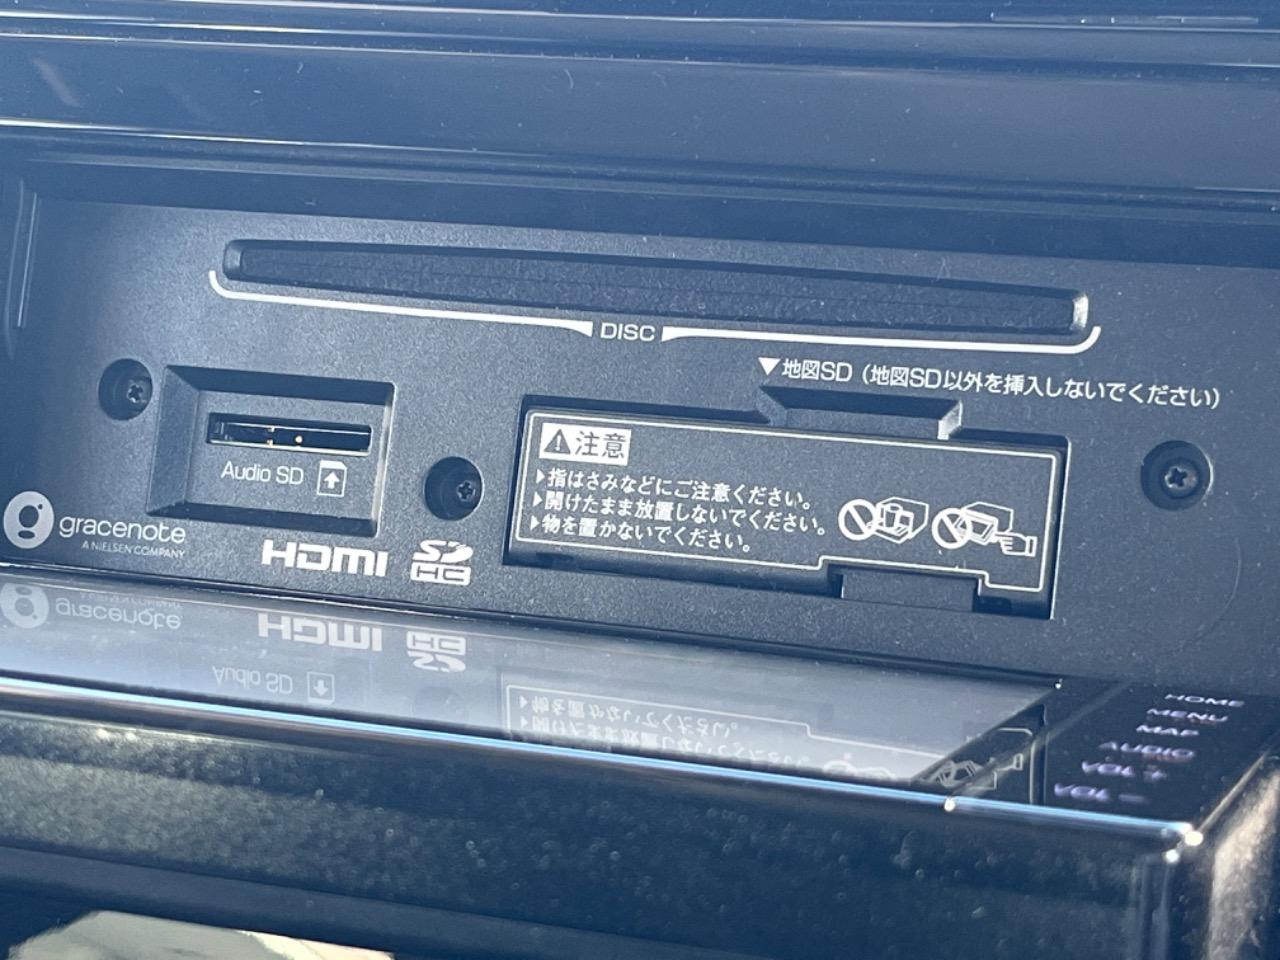 DISC
▼地図SD（地図SD以外を挿入しないでください）
⚠注意
▶指はさみなどにご注意ください。
▶開けたまま放置しないでください。
▶物を置かないでください。
Audio SD
gracenote
A NIELSEN COMPANY
HDMI
SD
HC
HOME
MENU
MAP
AUDIO
VOL +
VOL −